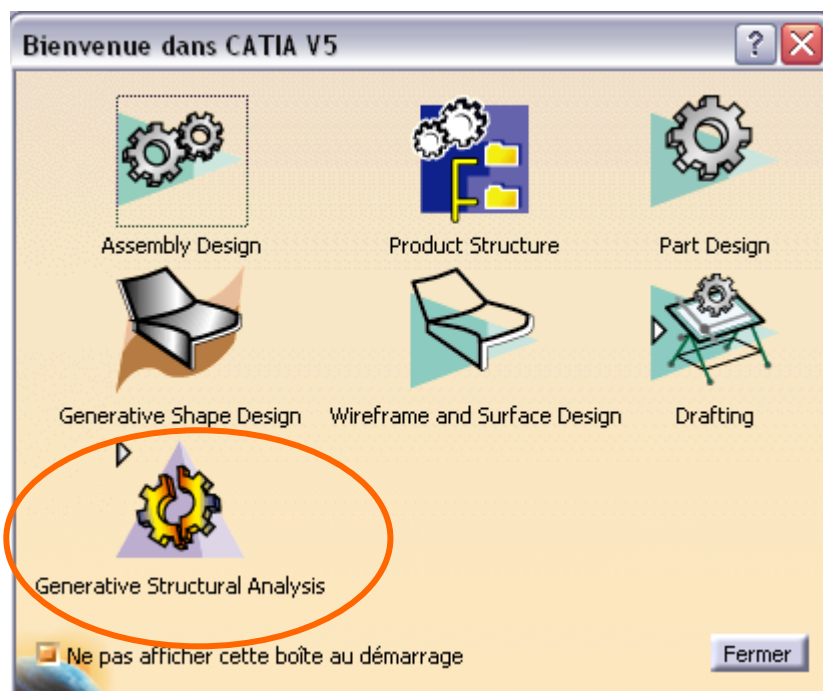 Bienvenue dans CATIA V5
?
Assembly Design
Product Structure
Part Design
Generative Shape Design
Wireframe and Surface Design
Drafting
Generative Structural Analysis
Ne pas afficher cette boîte au démarrage
Fermer